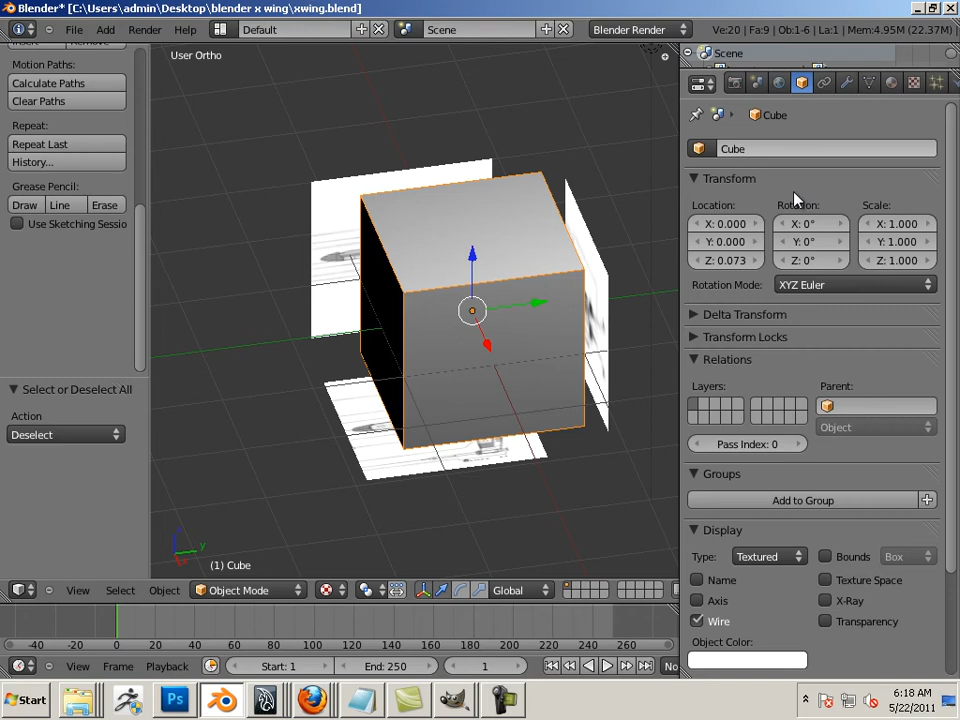 Blender* [C:\Users\admin\Desktop\blender x wing\xwing.blend]
File Add Render Help Default Scene Blender Render Ve:20 | Fa:9 | Ob:1-6 | La:1 | Mem:4.95M (22.37M)
Motion Paths:
Calculate Paths
Clear Paths
Repeat:
Repeat Last
History...
Grease Pencil:
Draw Line Erase
Use Sketching Sessio
Select or Deselect All
Action
Deselect
User Ortho
z
y
(1) Cube
View Select Object Object Mode Global
-40 -20 0 20 40 60 80 100 120 140 160 180 200 220 240 260
View Frame Playback Start: 1 End: 250 1 No
Scene
Cube
Cube
Transform
Location: Rotation: Scale:
X: 0.000 X: 0° X: 1.000
Y: 0.000 Y: 0° Y: 1.000
Z: 0.073 Z: 0° Z: 1.000
Rotation Mode: XYZ Euler
Delta Transform
Transform Locks
Relations
Layers: Parent:
Object
Pass Index: 0
Groups
Add to Group
Display
Type: Textured Bounds Box
Name Texture Space
Axis X-Ray
Wire Transparency
Object Color:
Start Ps 6:18 AM
5/22/2011